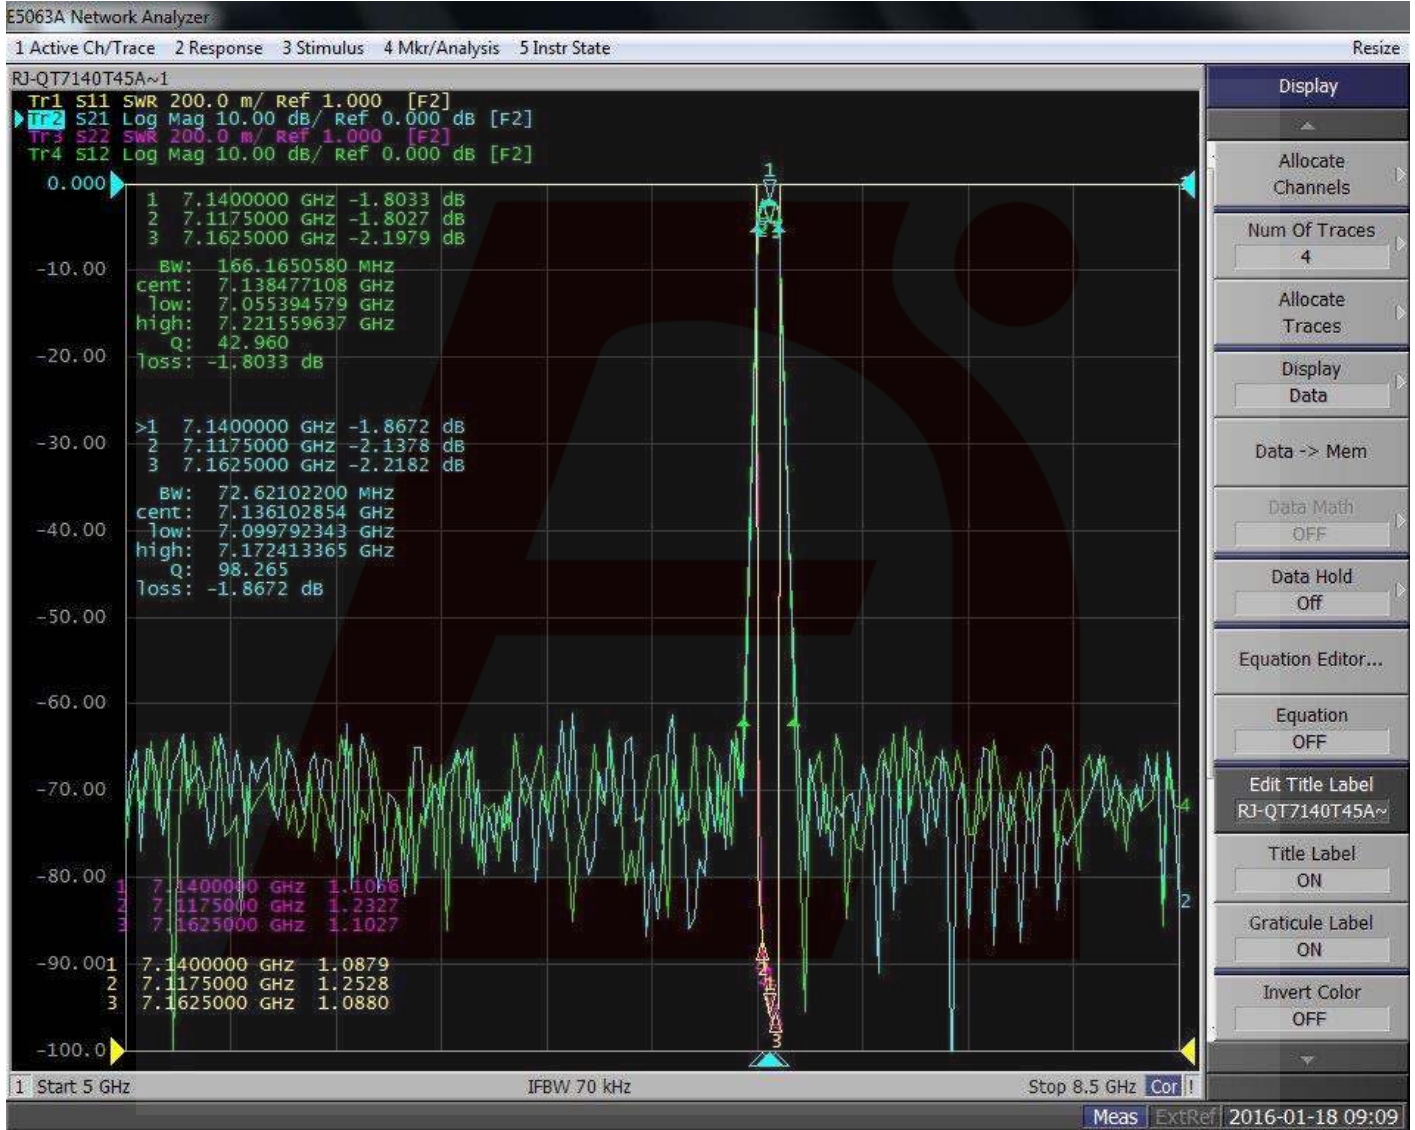 E5063A Network Analyzer
1 Active Ch/Trace 2 Response 3 Stimulus 4 Mkr/Analysis 5 Instr State Resize
RJ-QT7140T45A~1
Tr1 S11 SWR 200.0 m/ Ref 1.000 [F2]
Tr2 S21 Log Mag 10.00 dB/ Ref 0.000 dB [F2]
Tr3 S22 SWR 200.0 m/ Ref 1.000 [F2]
Tr4 S12 Log Mag 10.00 dB/ Ref 0.000 dB [F2]
0.000
-10.00
-20.00
-30.00
-40.00
-50.00
-60.00
-70.00
-80.00
-90.00
-100.0
1 7.1400000 GHz -1.8033 dB
2 7.1175000 GHz -1.8027 dB
3 7.1625000 GHz -2.1979 dB
BW: 166.1650580 MHz
cent: 7.138477108 GHz
low: 7.055394579 GHz
high: 7.221559637 GHz
Q: 42.960
loss: -1.8033 dB
>1 7.1400000 GHz -1.8672 dB
2 7.1175000 GHz -2.1378 dB
3 7.1625000 GHz -2.2182 dB
BW: 72.62102200 MHz
cent: 7.136102854 GHz
low: 7.099792343 GHz
high: 7.172413365 GHz
Q: 98.265
loss: -1.8672 dB
1 7.1400000 GHz
2 7.1175000 GHz 1.2327
3 7.1625000 GHz 1.1027
1 7.1400000 GHz 1.0879
2 7.1175000 GHz 1.2528
3 7.1625000 GHz 1.0880
1
2
3
4
2
1 Start 5 GHz IFBW 70 kHz Stop 8.5 GHz Cor !
Meas ExtRef 2016-01-18 09:09
Display
Allocate
Channels
Num Of Traces
4
Allocate
Traces
Display
Data
Data -> Mem
Data Math
OFF
Data Hold
Off
Equation Editor...
Equation
OFF
Edit Title Label
RJ-QT7140T45A~
Title Label
ON
Graticule Label
ON
Invert Color
OFF